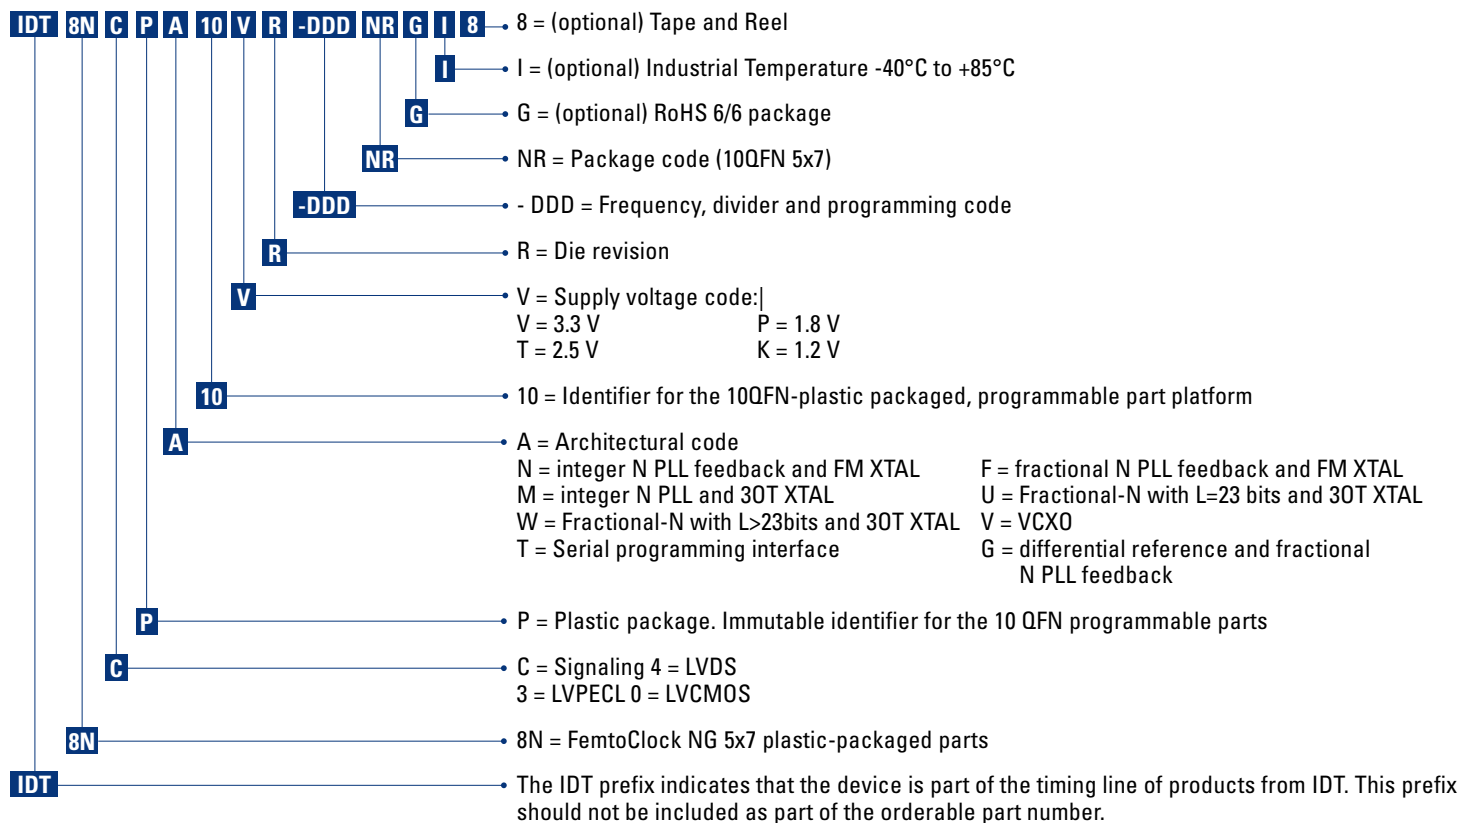 IDT 8N C P A 10 V R -DDD NR G I 8 8 = (optional) Tape and Reel
I I = (optional) Industrial Temperature -40°C to +85°C
G G = (optional) RoHS 6/6 package
NR NR = Package code (10QFN 5x7)
-DDD - DDD = Frequency, divider and programming code
R R = Die revision
V V = Supply voltage code:|
V = 3.3 V P = 1.8 V
T = 2.5 V K = 1.2 V
10 10 = Identifier for the 10QFN-plastic packaged, programmable part platform
A A = Architectural code
N = integer N PLL feedback and FM XTAL F = fractional N PLL feedback and FM XTAL
M = integer N PLL and 3OT XTAL U = Fractional-N with L=23 bits and 3OT XTAL
W = Fractional-N with L>23bits and 3OT XTAL V = VCXO
T = Serial programming interface G = differential reference and fractional
N PLL feedback
P P = Plastic package. Immutable identifier for the 10 QFN programmable parts
C C = Signaling 4 = LVDS
3 = LVPECL 0 = LVCMOS
8N 8N = FemtoClock NG 5x7 plastic-packaged parts
IDT The IDT prefix indicates that the device is part of the timing line of products from IDT. This prefix
should not be included as part of the orderable part number.